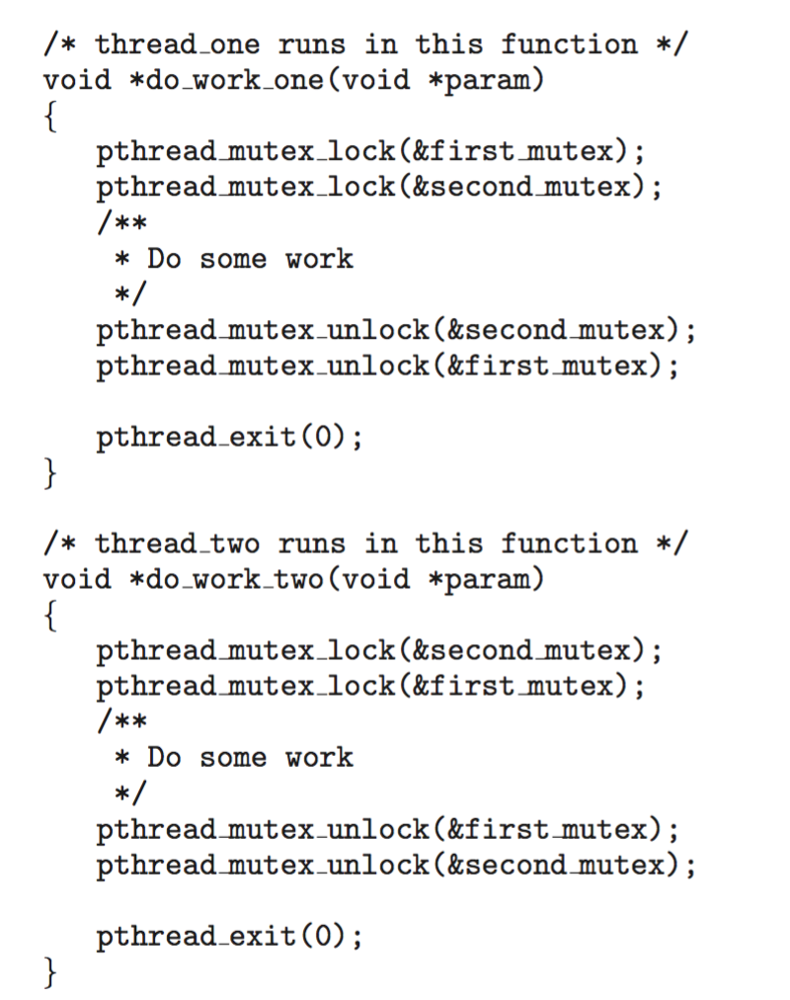 /* thread_one runs in this function */
void *do_work_one(void *param)
{
   pthread_mutex_lock(&first_mutex);
   pthread_mutex_lock(&second_mutex);
   /**
    * Do some work
    */
   pthread_mutex_unlock(&second_mutex);
   pthread_mutex_unlock(&first_mutex);

   pthread_exit(0);
}

/* thread_two runs in this function */
void *do_work_two(void *param)
{
   pthread_mutex_lock(&second_mutex);
   pthread_mutex_lock(&first_mutex);
   /**
    * Do some work
    */
   pthread_mutex_unlock(&first_mutex);
   pthread_mutex_unlock(&second_mutex);

   pthread_exit(0);
}